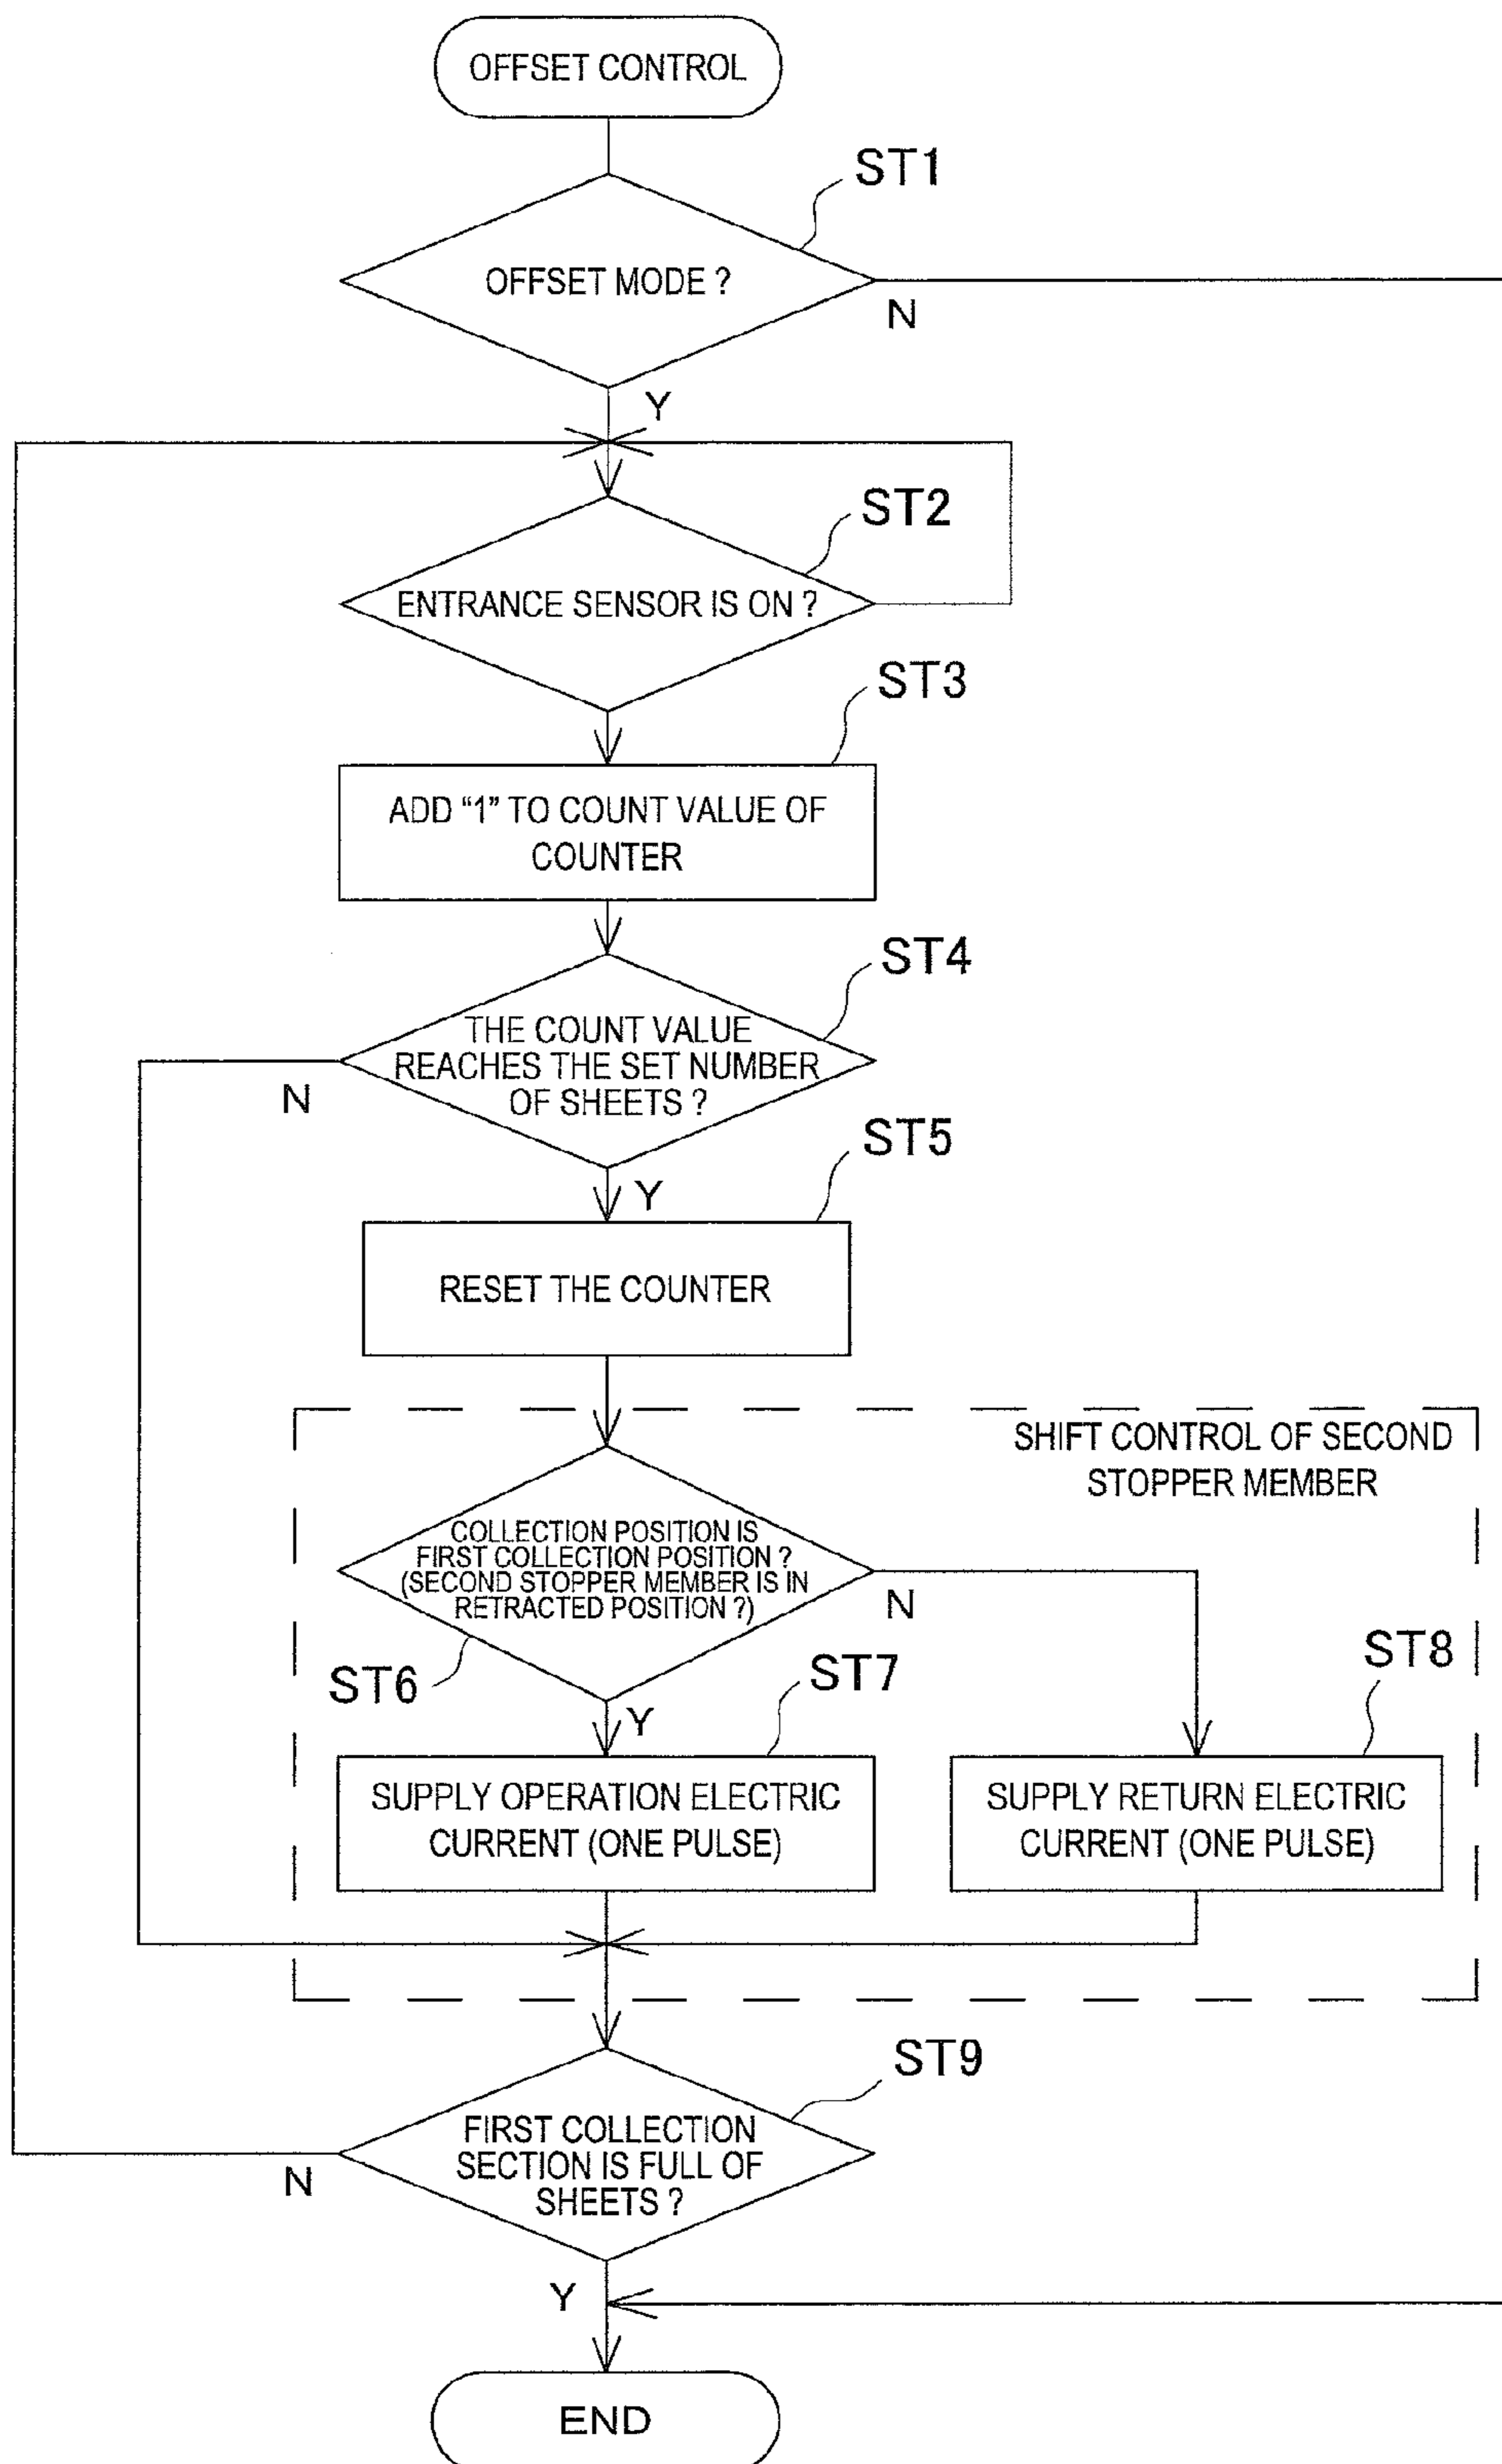 OFFSET CONTROL
ST1
OFFSET MODE ?
N
Y
ST2
ENTRANCE SENSOR IS ON ?
ST3
ADD “1” TO COUNT VALUE OF
COUNTER
ST4
THE COUNT VALUE
REACHES THE SET NUMBER
OF SHEETS ?
N
ST5
Y
RESET THE COUNTER
SHIFT CONTROL OF SECOND
STOPPER MEMBER
COLLECTION POSITION IS
FIRST COLLECTION POSITION ?
(SECOND STOPPER MEMBER IS IN
RETRACTED POSITION ?)
N
ST6
ST7
ST8
Y
SUPPLY OPERATION ELECTRIC
CURRENT (ONE PULSE)
SUPPLY RETURN ELECTRIC
CURRENT (ONE PULSE)
ST9
FIRST COLLECTION
SECTION IS FULL OF
SHEETS ?
N
Y
END